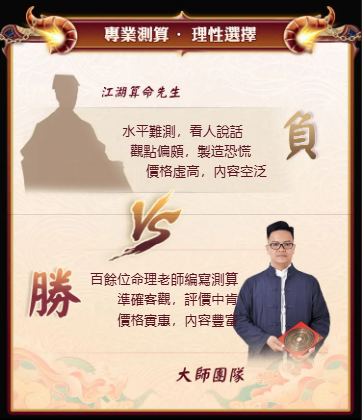 專業測算·理性選擇
江湖算命先生
水平難測，看人說話
觀點偏頗，製造恐慌
價格虛高，內容空泛
負
VS
勝
百餘位命理老師編寫測算
準確客觀，評價中肯
價格實惠，內容豐富
大師團隊